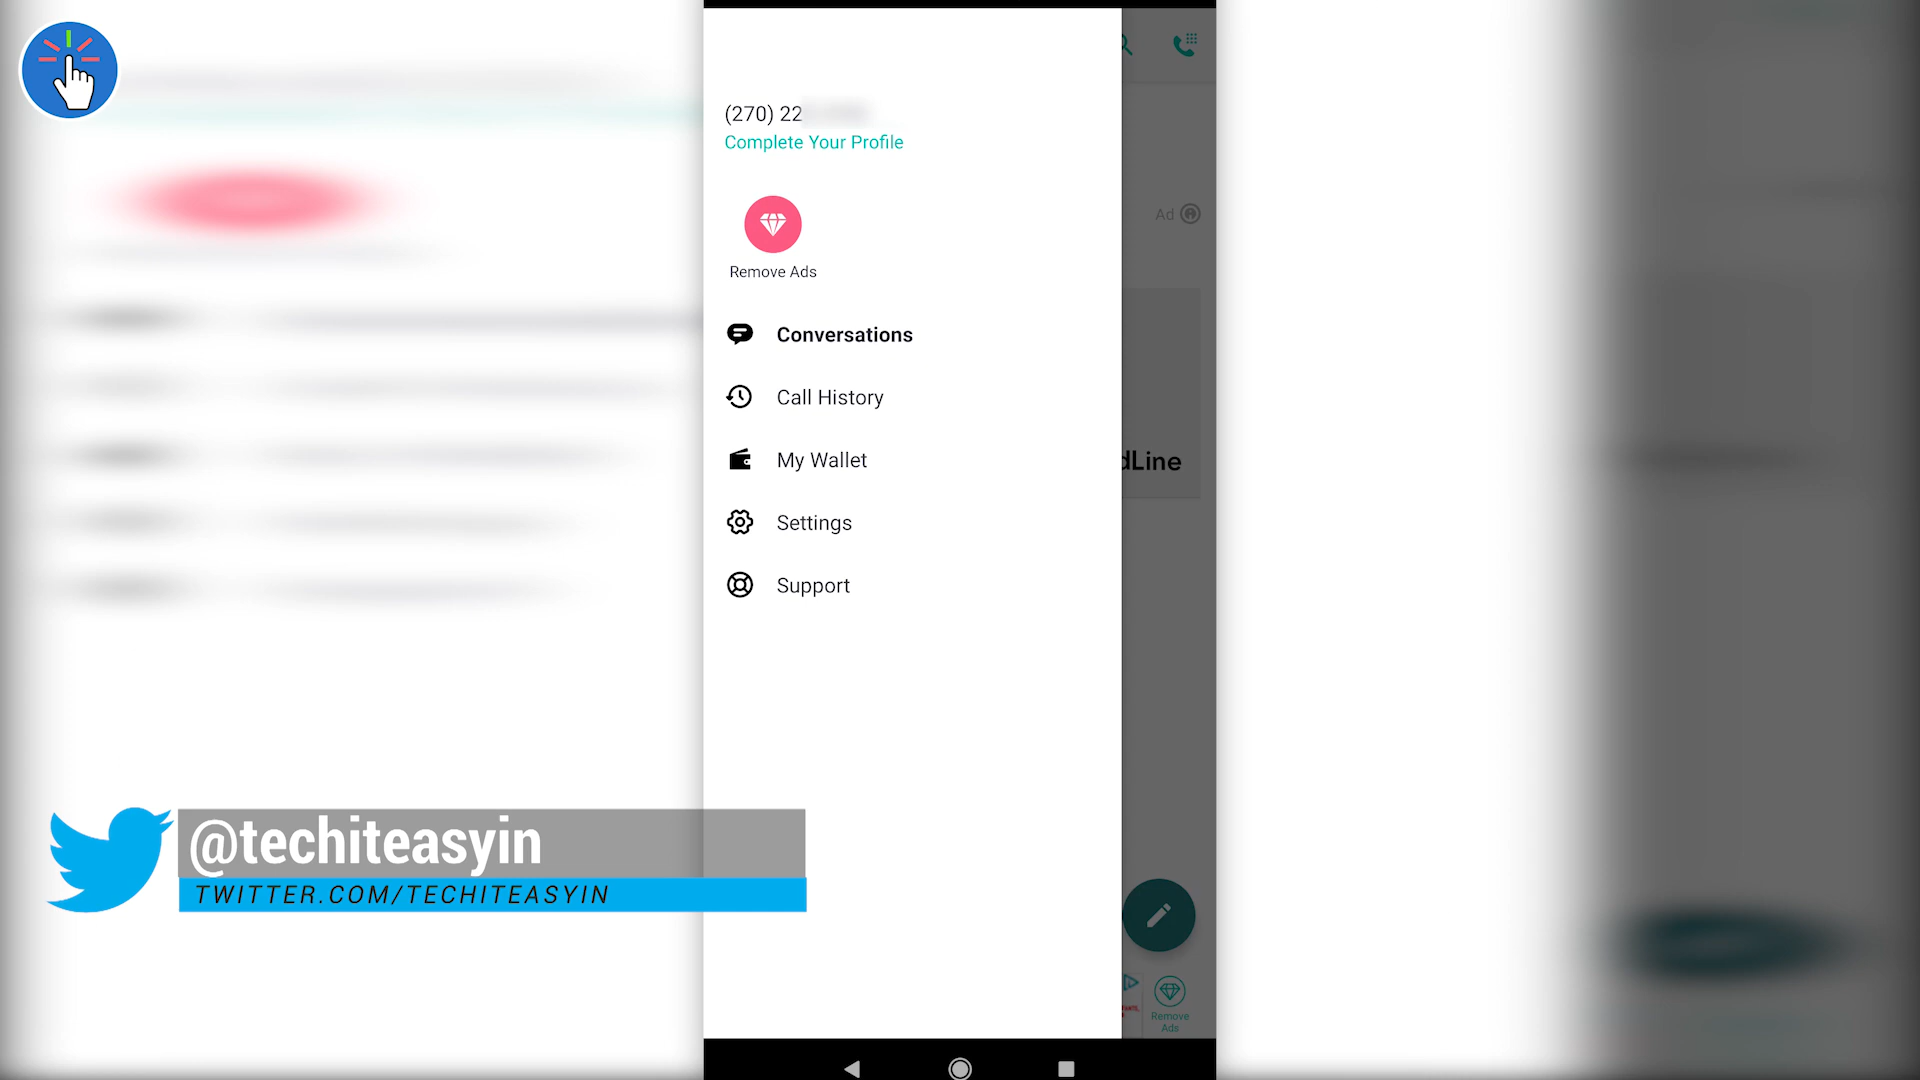 (270) 22
Complete Your Profile
Remove Ads
Conversations
Call History
My Wallet
Settings
Support
Ad
dLine
Remove
Ads
@techiteasyin
TWITTER.COM/TECHITEASYIN